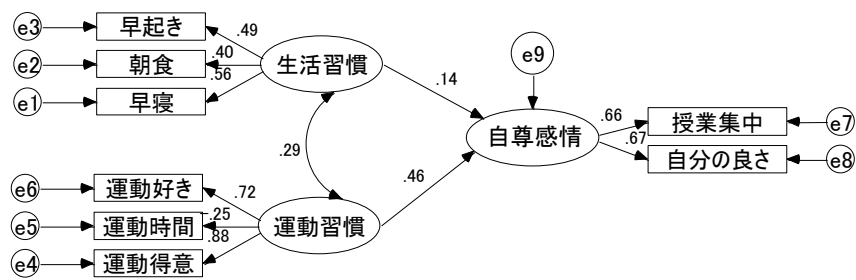 e3 早起き .49
e2 朝食 .40
e1 早寝 .56
生活習慣
.14
e9
自尊感情
.66 授業集中 e7
.67 自分の良さ e8
.29
.46
e6 運動好き .72
e5 運動時間 -.25
e4 運動得意 .88
運動習慣